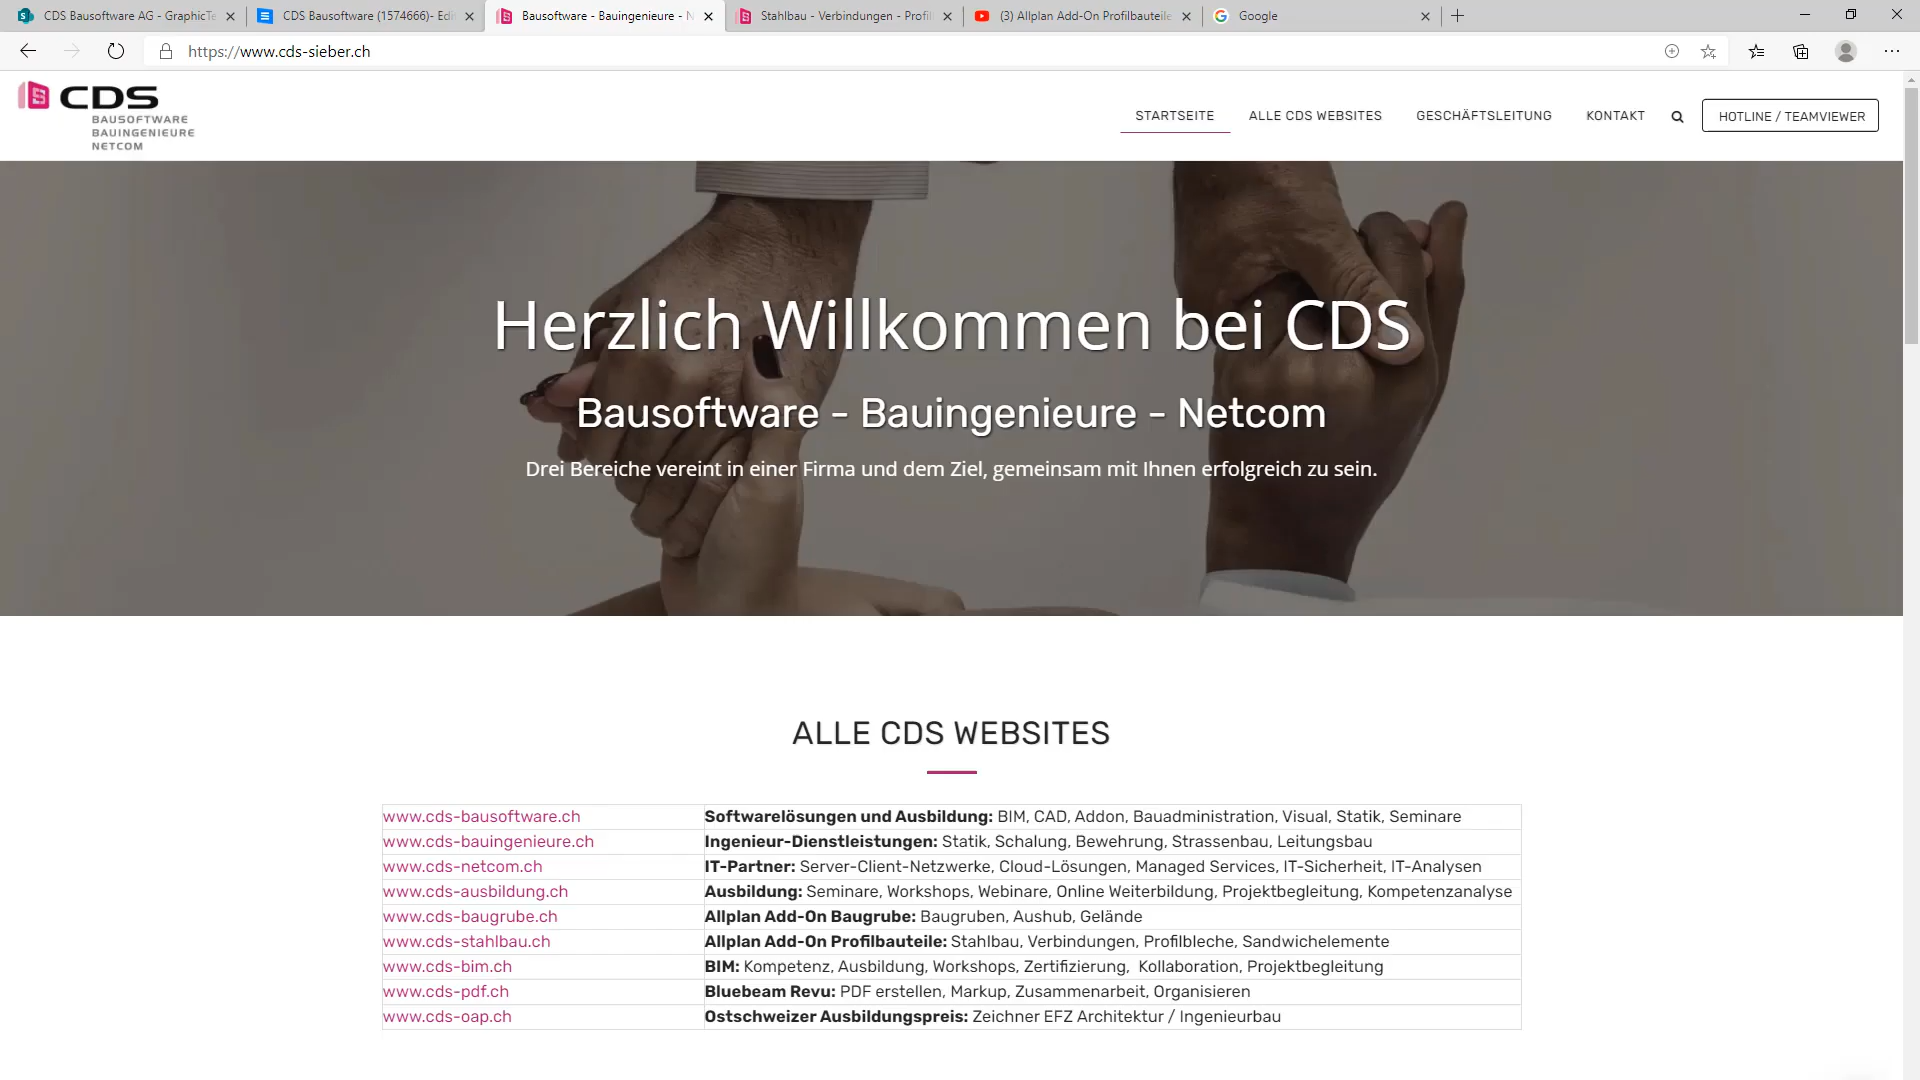 CDS Bausoftware AG - GraphicTe
CDS Bausoftware (1574666)- Edi
Bausoftware - Bauingenieure - N
Stahlbau - Verbindungen - Profil
(3) Allplan Add-On Profilbauteile
Google
https://www.cds-sieber.ch
CDS
BAUSOFTWARE
BAUINGENIEURE
NETCOM
STARTSEITE
ALLE CDS WEBSITES
GESCHÄFTSLEITUNG
KONTAKT
HOTLINE / TEAMVIEWER
Herzlich Willkommen bei CDS
Bausoftware - Bauingenieure - Netcom
Drei Bereiche vereint in einer Firma und dem Ziel, gemeinsam mit Ihnen erfolgreich zu sein.
ALLE CDS WEBSITES
www.cds-bausoftware.ch Softwarelösungen und Ausbildung: BIM, CAD, Addon, Bauadministration, Visual, Statik, Seminare
www.cds-bauingenieure.ch Ingenieur-Dienstleistungen: Statik, Schalung, Bewehrung, Strassenbau, Leitungsbau
www.cds-netcom.ch IT-Partner: Server-Client-Netzwerke, Cloud-Lösungen, Managed Services, IT-Sicherheit, IT-Analysen
www.cds-ausbildung.ch Ausbildung: Seminare, Workshops, Webinare, Online Weiterbildung, Projektbegleitung, Kompetenzanalyse
www.cds-baugrube.ch Allplan Add-On Baugrube: Baugruben, Aushub, Gelände
www.cds-stahlbau.ch Allplan Add-On Profilbauteile: Stahlbau, Verbindungen, Profilbleche, Sandwichelemente
www.cds-bim.ch BIM: Kompetenz, Ausbildung, Workshops, Zertifizierung, Kollaboration, Projektbegleitung
www.cds-pdf.ch Bluebeam Revu: PDF erstellen, Markup, Zusammenarbeit, Organisieren
www.cds-oap.ch Ostschweizer Ausbildungspreis: Zeichner EFZ Architektur / Ingenieurbau